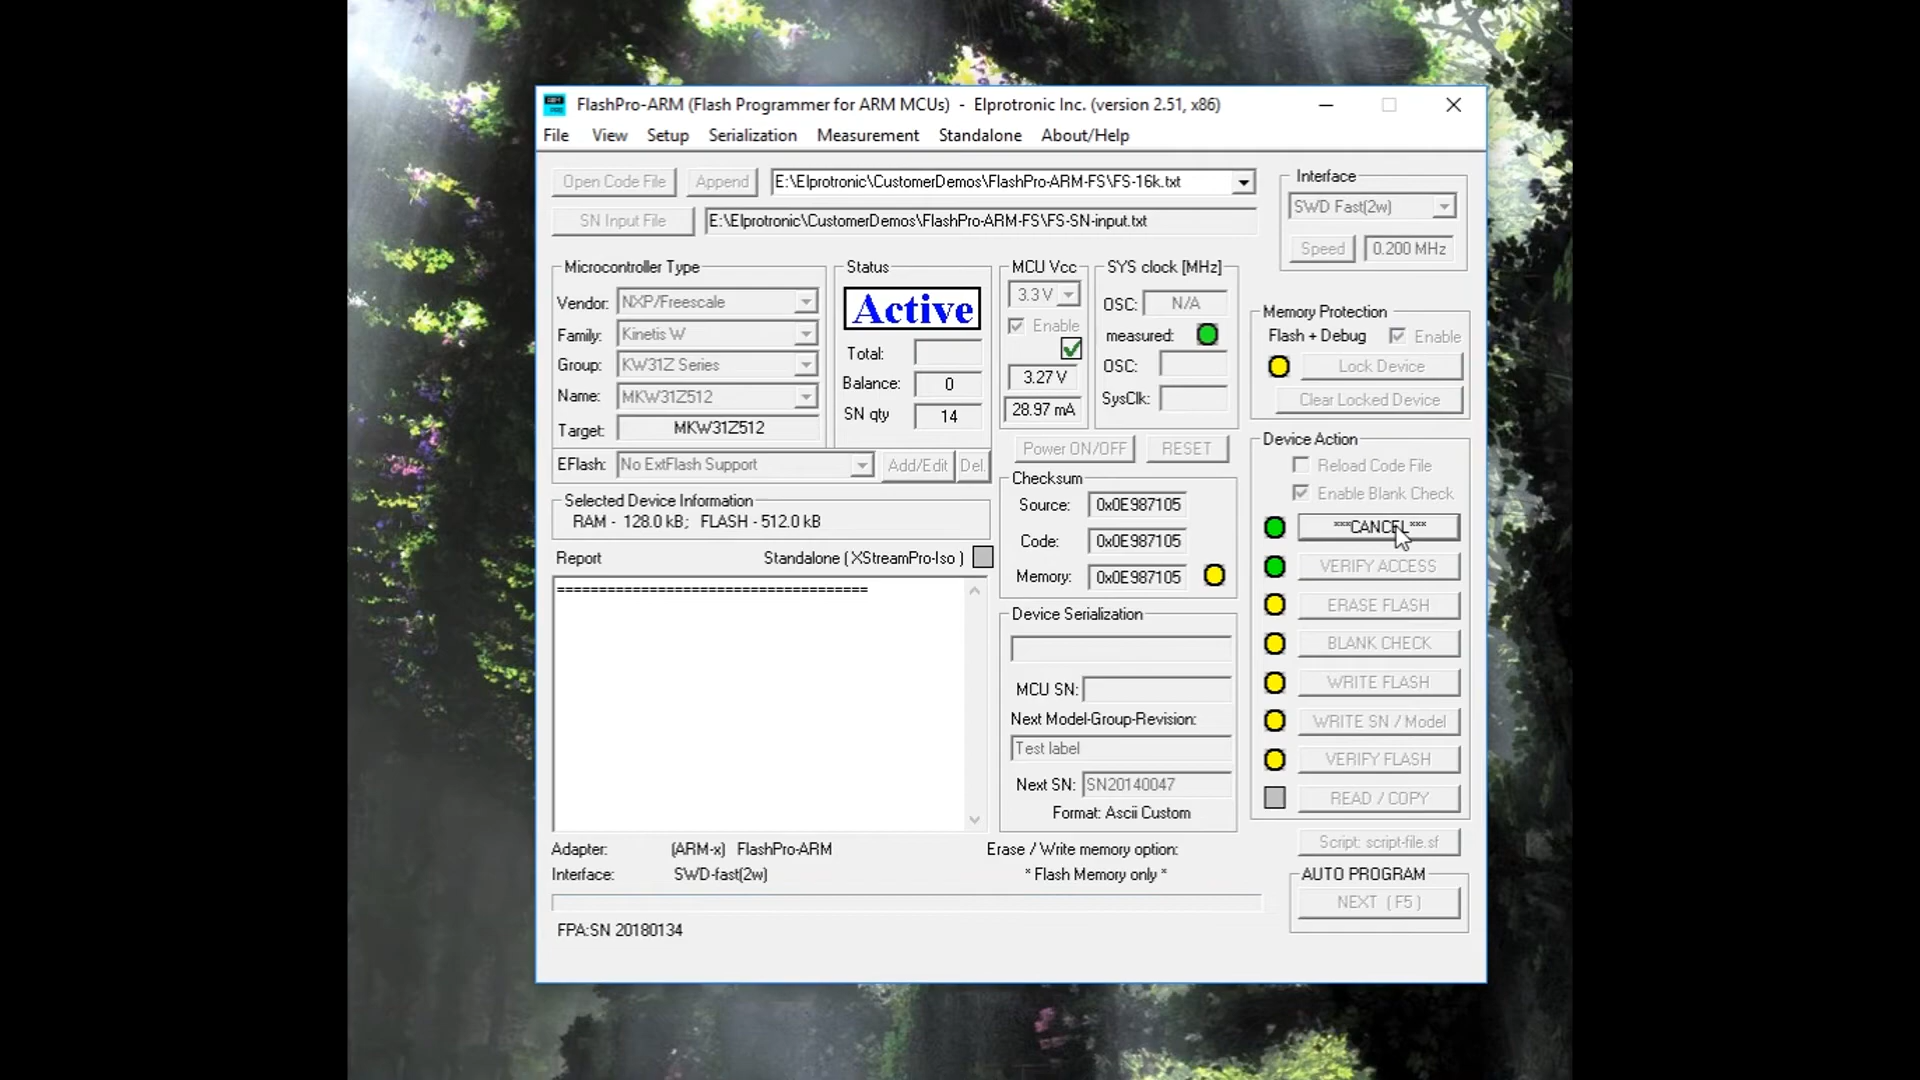 FlashPro-ARM (Flash Programmer for ARM MCUs) - Elprotronic Inc. (version 2.51, x86)
File View Setup Serialization Measurement Standalone About/Help
Open Code File Append E:\Elprotronic\CustomerDemos\FlashPro-ARM-FS\FS-16k.txt
SN Input File E:\Elprotronic\CustomerDemos\FlashPro-ARM-FS\FS-SN-input.txt
Interface
SWD Fast(2w)
Speed 0.200 MHz
Microcontroller Type
Vendor: NXP/Freescale
Family: Kinetis W
Group: KW31Z Series
Name: MKW31Z512
Target: MKW31Z512
EFlash: No ExtFlash Support Add/Edit Del.
Status
Active
Total:
Balance: 0
SN qty 14
MCU Vcc
3.3 V
Enable
3.27 V
28.97 mA
SYS clock [MHz]
OSC: N/A
measured:
OSC:
SysClk:
Power ON/OFF RESET
Memory Protection
Flash + Debug Enable
Lock Device
Clear Locked Device
Selected Device Information
RAM - 128.0 kB; FLASH - 512.0 kB
Report Standalone ( XStreamPro-Iso )
=====================================
Checksum
Source: 0x0E987105
Code: 0x0E987105
Memory: 0x0E987105
Device Serialization
MCU SN:
Next Model-Group-Revision:
Test label
Next SN: SN20140047
Format: Ascii Custom
Device Action
Reload Code File
Enable Blank Check
***CANCEL***
VERIFY ACCESS
ERASE FLASH
BLANK CHECK
WRITE FLASH
WRITE SN / Model
VERIFY FLASH
READ / COPY
Script: script-file.sf
AUTO PROGRAM
NEXT ( F5 )
Adapter: (ARM-x) FlashPro-ARM
Interface: SWD-fast(2w)
Erase / Write memory option:
* Flash Memory only *
FPA:SN 20180134